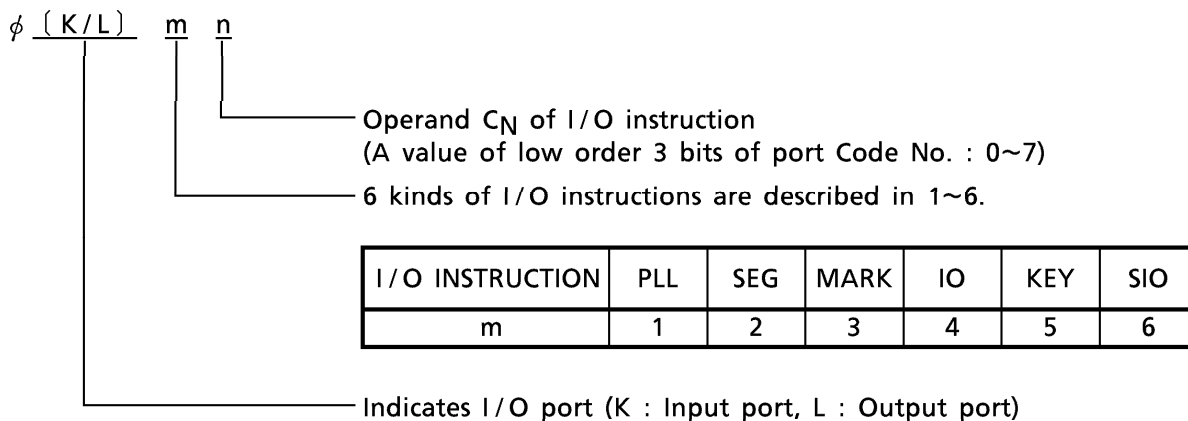 ϕ〔K/L〕 m n
Operand CN of I/O instruction
(A value of low order 3 bits of port Code No. : 0~7)
6 kinds of I/O instructions are described in 1~6.
I/O INSTRUCTION PLL SEG MARK IO KEY SIO
m 1 2 3 4 5 6
Indicates I/O port (K : Input port, L : Output port)